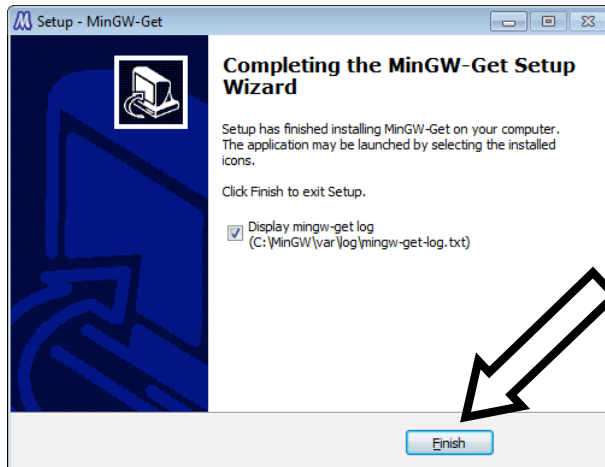 Setup - MinGW-Get
Completing the MinGW-Get Setup
Wizard
Setup has finished installing MinGW-Get on your computer.
The application may be launched by selecting the installed
icons.
Click Finish to exit Setup.
Display mingw-get log
(C:\MinGW\var\log\mingw-get-log.txt)
Finish